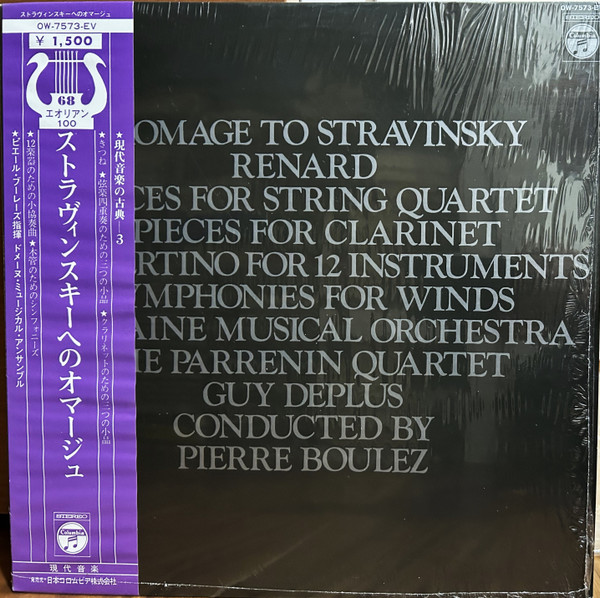 ストラヴィンスキーへのオマージュ
OW-7573-EV
¥ 1,500
68
エオリアン
100
★現代音楽の古典—3
★きつね ★弦楽四重奏のための三つの小品 ★クラリネットのための三つの小品
★12楽器のための小協奏曲 ★木管のためのシンフォニーズ
★ピエール・ブーレーズ指揮 ドメーヌ・ミュージカル・アンサンブル
ストラヴィンスキーへのオマージュ
STEREO
Columbia
現代音楽
発売元・日本コロムビア株式会社
OW-7573-E
STEREO
Columbia
OMAGE TO STRAVINSKY
RENARD
CES FOR STRING QUARTET
PIECES FOR CLARINET
ERTINO FOR 12 INSTRUMENTS
YMPHONIES FOR WINDS
AINE MUSICAL ORCHESTRA
HE PARRENIN QUARTET
GUY DEPLUS
CONDUCTED BY
PIERRE BOULEZ